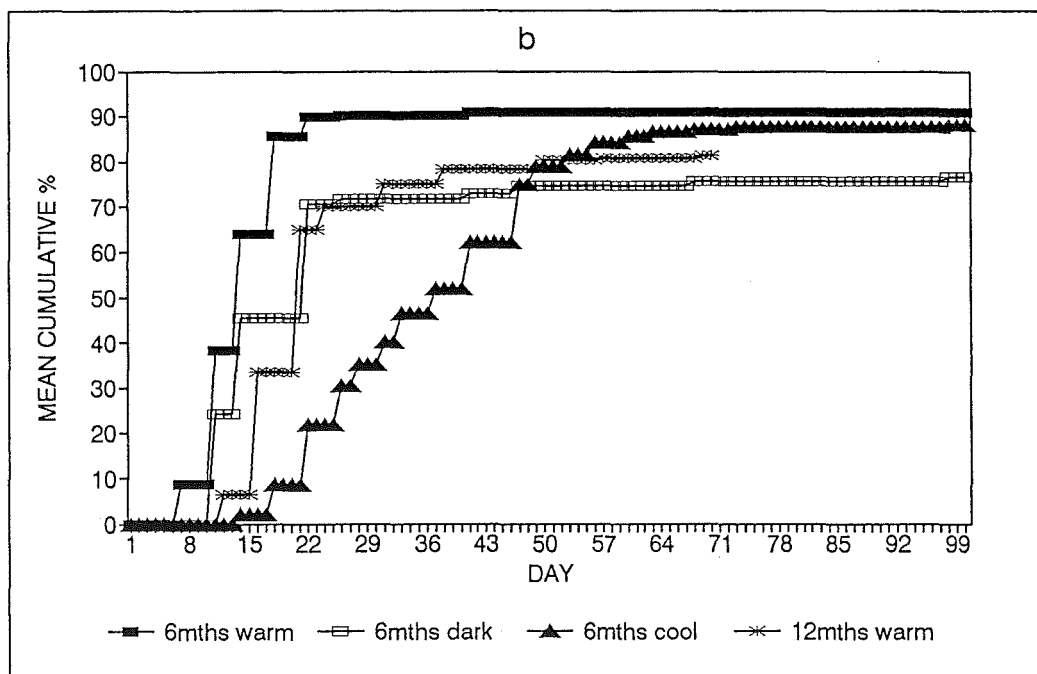 b
MEAN CUMULATIVE %
100
90
80
70
60
50
40
30
20
10
0
1 8 15 22 29 36 43 50 57 64 71 78 85 92 99
DAY
6mths warm 6mths dark 6mths cool 12mths warm